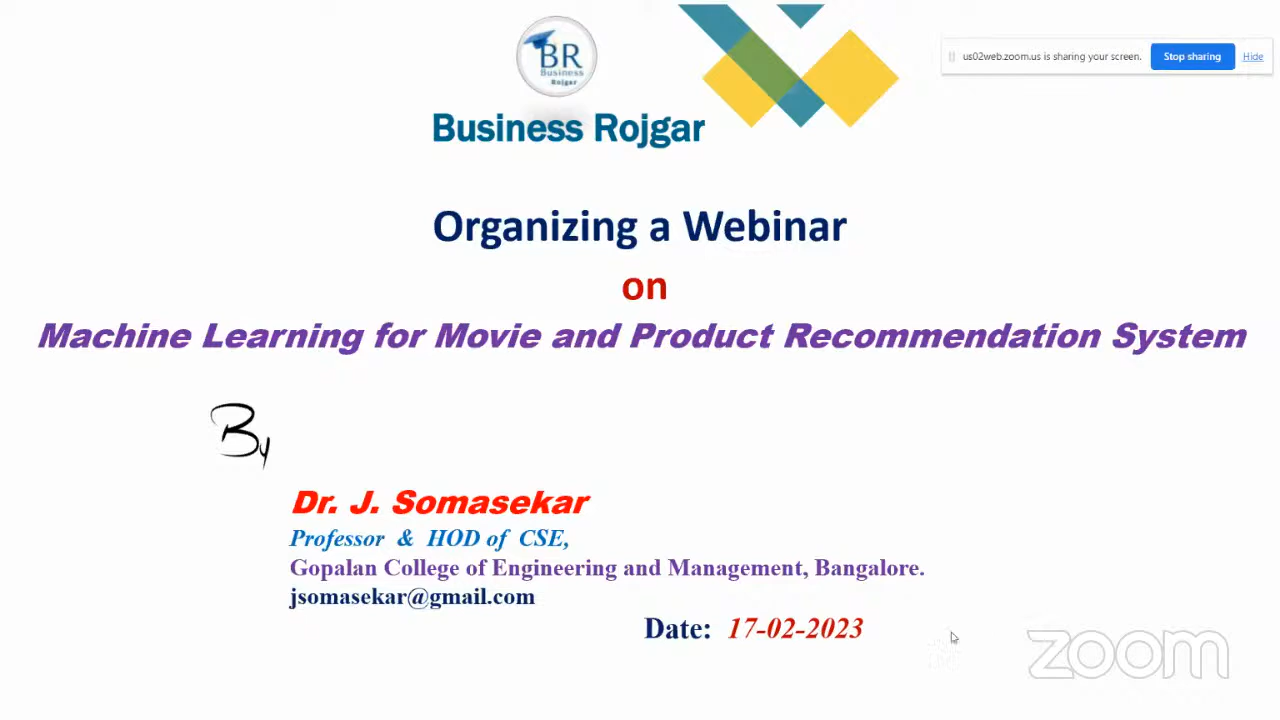 BR
Business
Rojgar
us02web.zoom.us is sharing your screen. Stop sharing Hide
Business Rojgar
Organizing a Webinar
on
Machine Learning for Movie and Product Recommendation System
By
Dr. J. Somasekar
Professor & HOD of CSE,
Gopalan College of Engineering and Management, Bangalore.
jsomasekar@gmail.com
Date: 17-02-2023
zoom